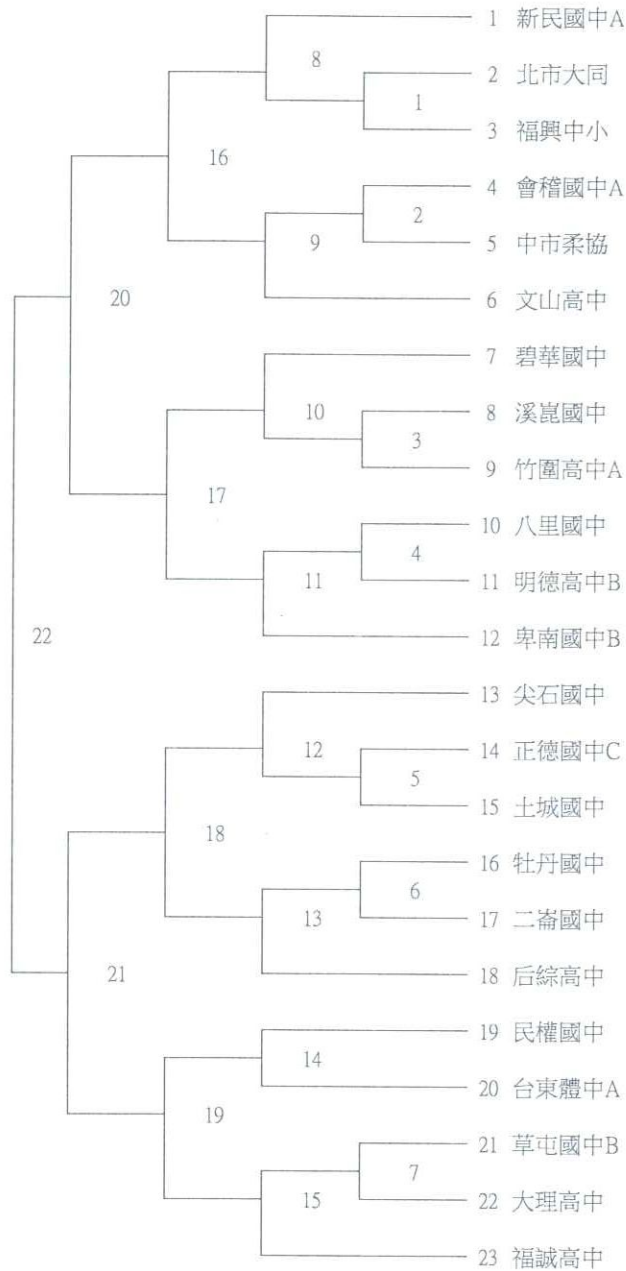 1 新民國中A
8
2 北市大同
1
3 福興中小
16
4 會稽國中A
2
9
5 中市柔協
20
6 文山高中
7 碧華國中
10
8 溪崑國中
3
9 竹圍高中A
17
10 八里國中
4
11
11 明德高中B
22
12 卑南國中B
13 尖石國中
12
14 正德國中C
5
15 土城國中
18
16 牡丹國中
6
13
17 二崙國中
21
18 后綜高中
19 民權國中
14
20 台東體中A
19
21 草屯國中B
7
15
22 大理高中
23 福誠高中